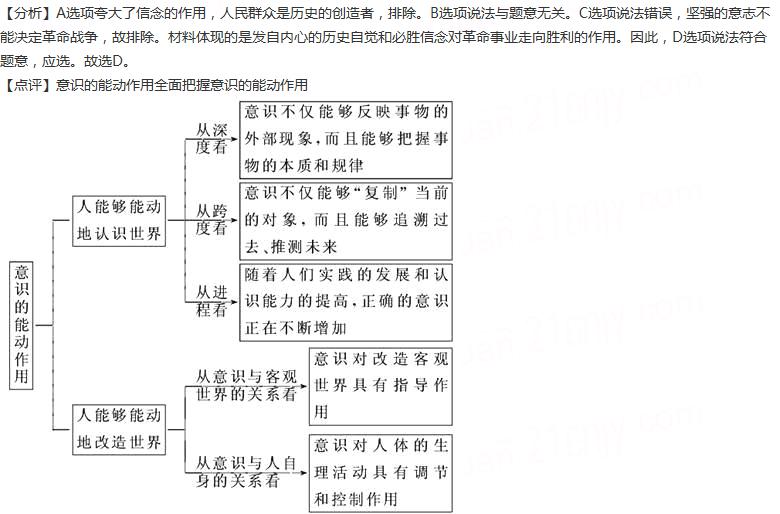 【分析】A选项夸大了信念的作用，人民群众是历史的创造者，排除。B选项说法与题意无关。C选项说法错误，坚强的意志不
能决定革命战争，故排除。材料体现的是发自内心的历史自觉和必胜信念对革命事业走向胜利的作用。因此，D选项说法符合
题意，应选。故选D。
【点评】意识的能动作用全面把握意识的能动作用
意识的能动作用
人能够能动
地认识世界
从深
度看
意识不仅能够反映事物的
外部现象，而且能够把握事
物的本质和规律
从跨
度看
意识不仅能够“复制”当前
的对象，而且能够追溯过
去、推测未来
从进
程看
随着人们实践的发展和认
识能力的提高，正确的意识
正在不断增加
人能够能动
地改造世界
从意识与客观
世界的关系看
意识对改造客观
世界具有指导作
用
从意识与人自
身的关系看
意识对人体的生
理活动具有调节
和控制作用